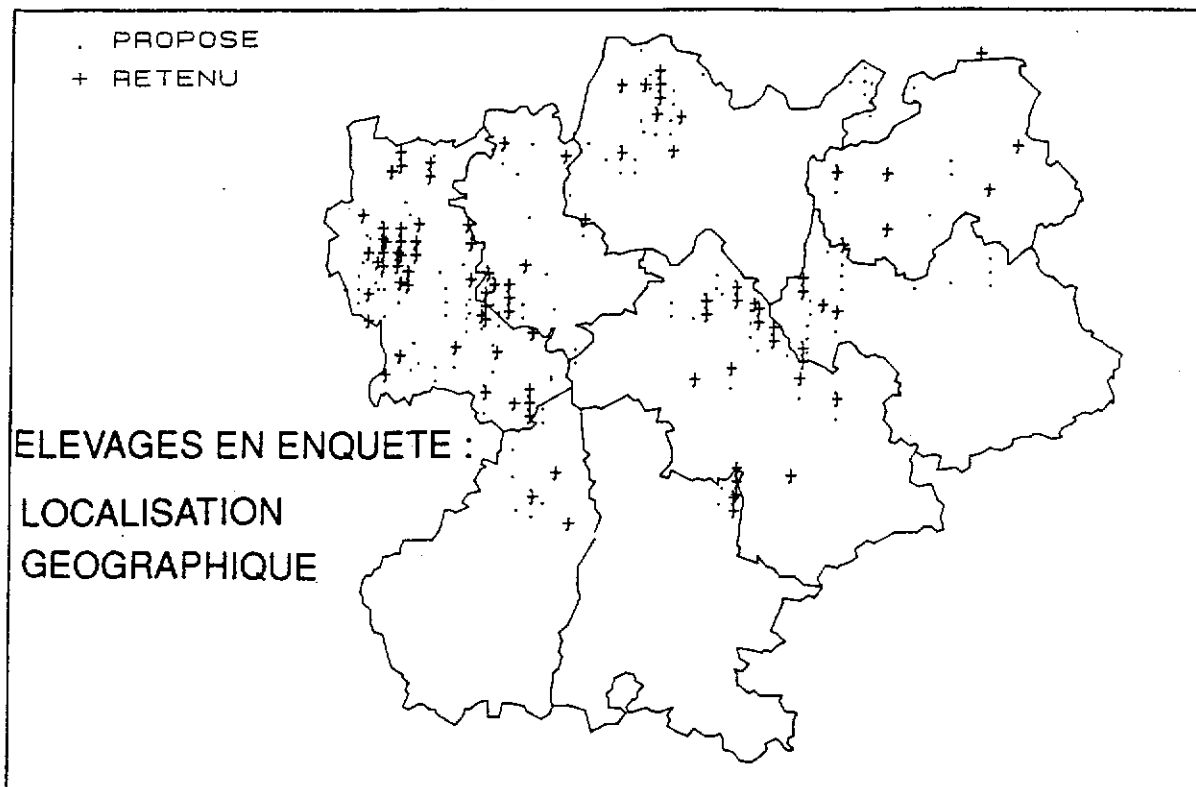 . PROPOSE
+ RETENU
ELEVAGES EN ENQUETE :
LOCALISATION
GEOGRAPHIQUE